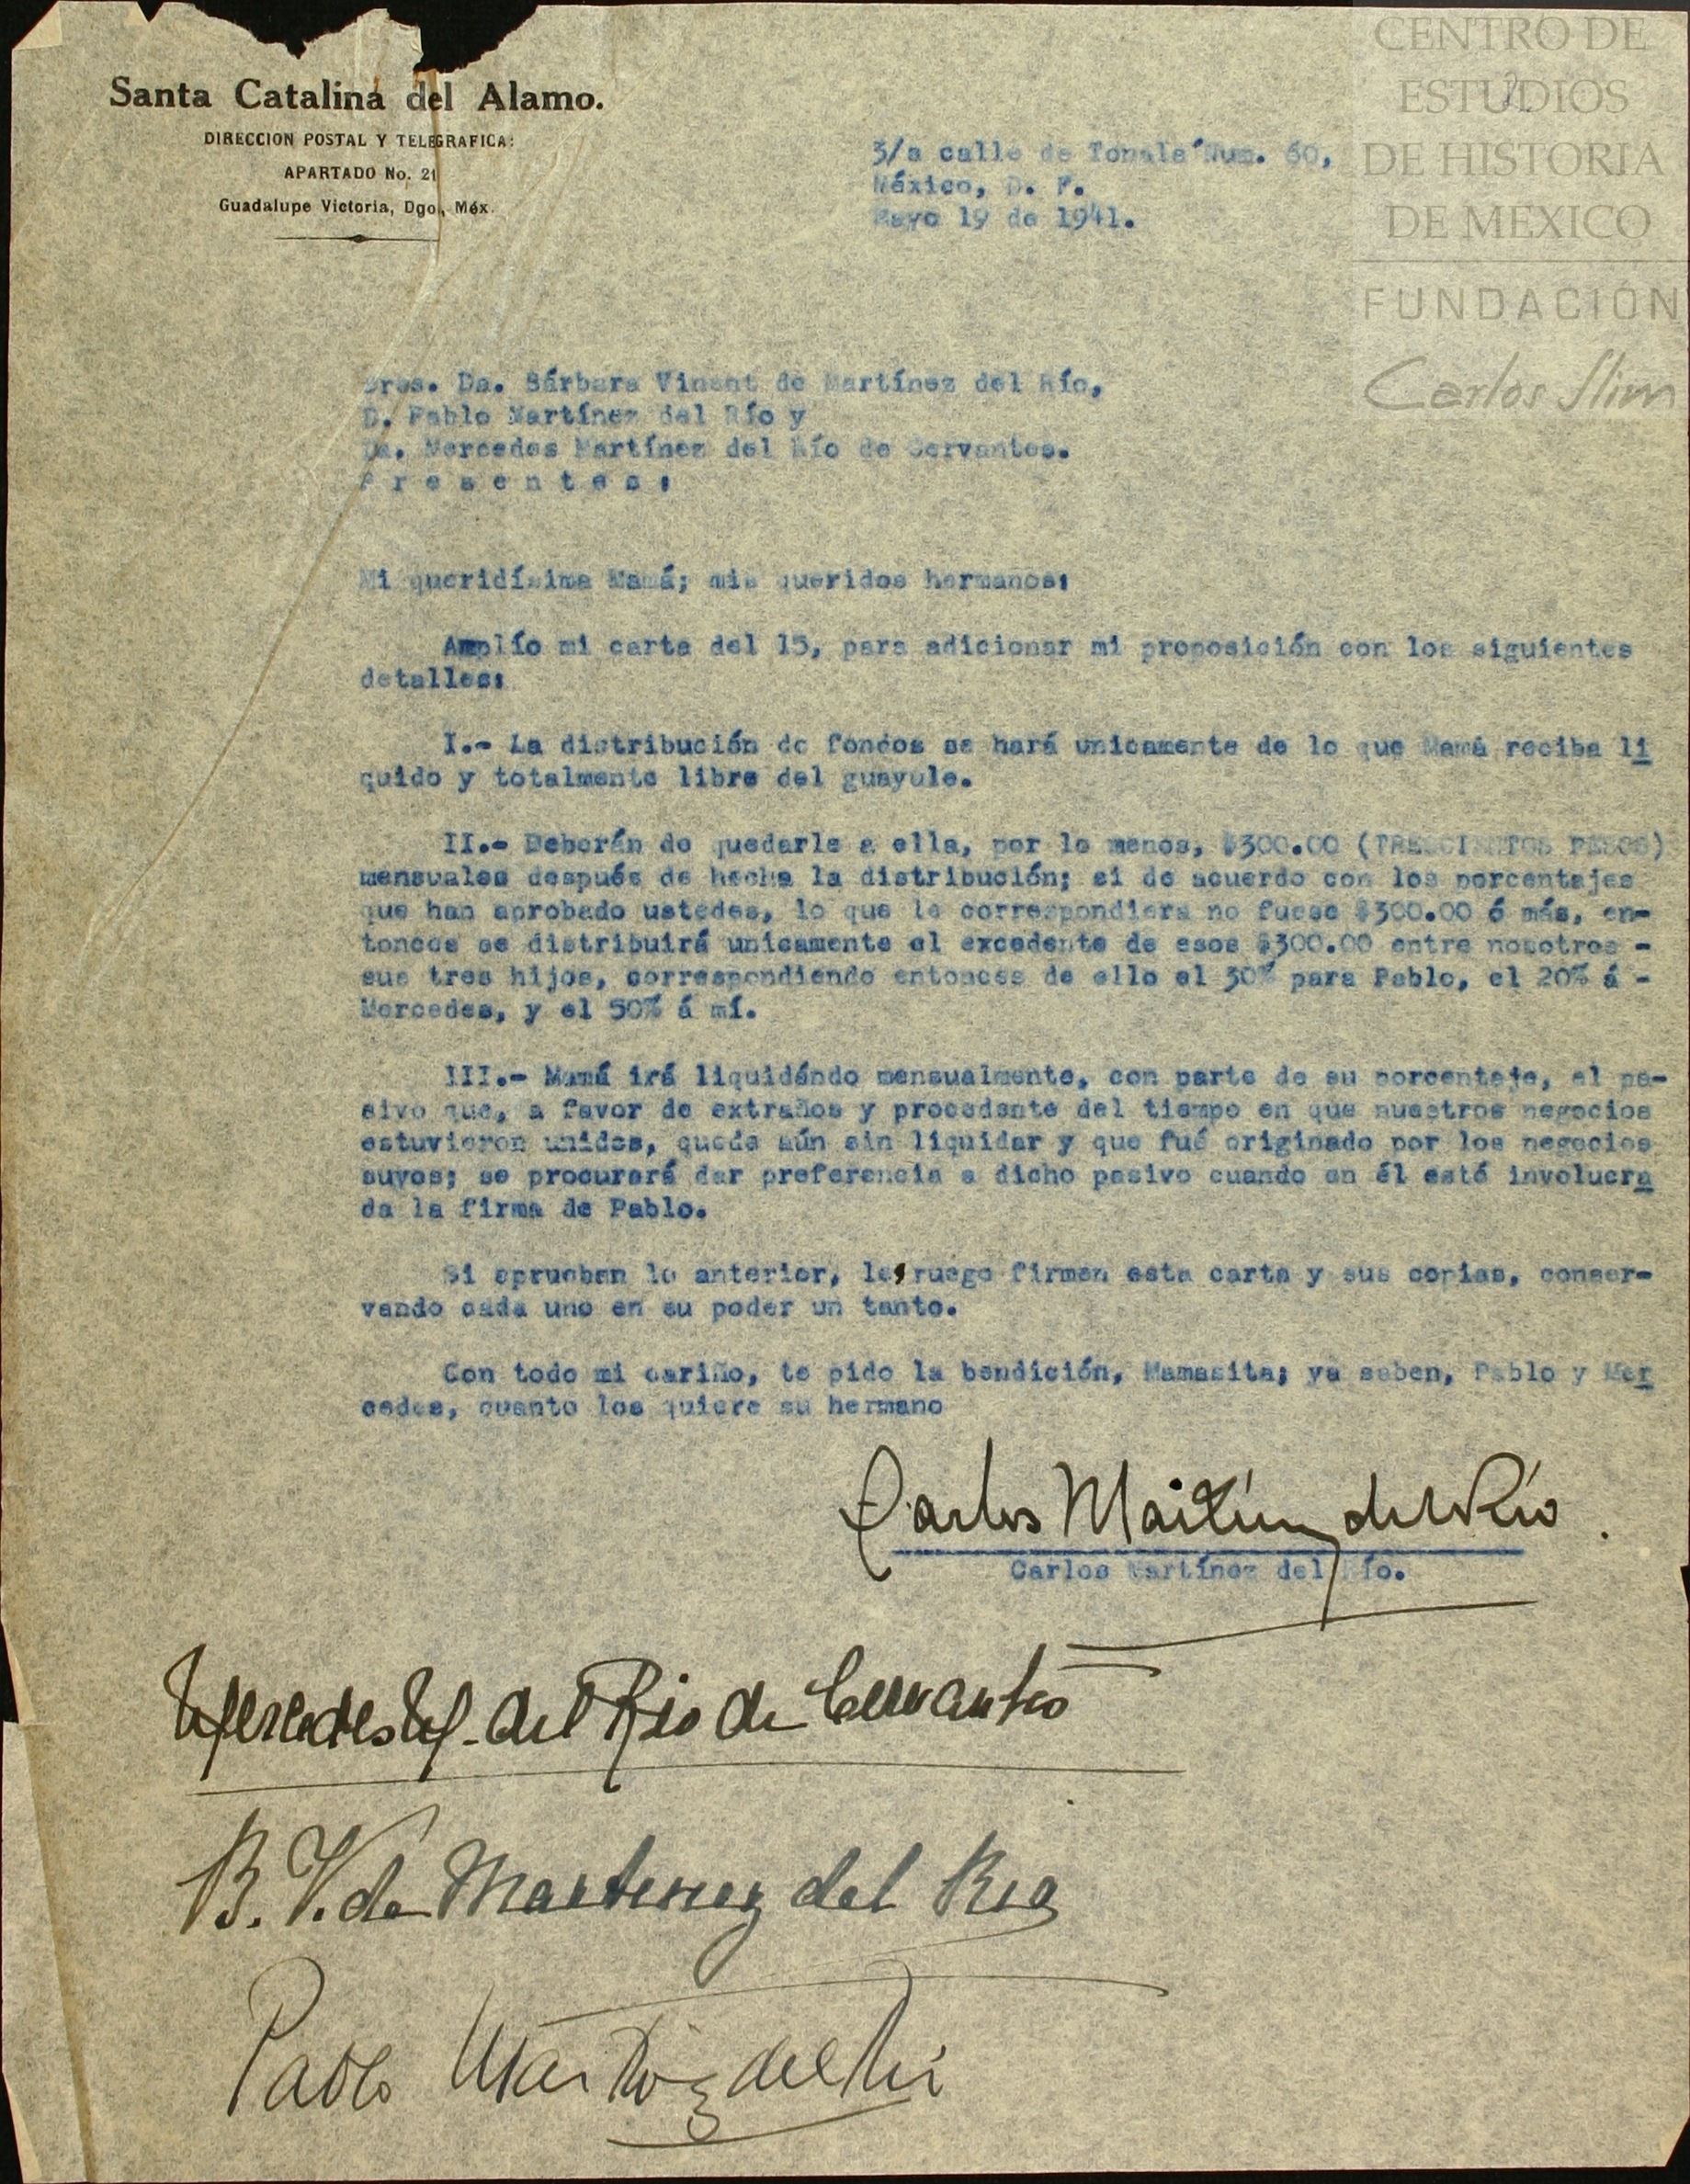 CENTRO DE
ESTUDIOS
DE HISTORIA
DE MEXICO
FUNDACIÓN
Carlos Slim
Santa Catalina del Alamo.
DIRECCION POSTAL Y TELEGRAFICA:
APARTADO No. 21
Guadalupe Victoria, Dgo., Méx.
3/a calle de Tonalá Num. 60,
México, D. F.
Mayo 19 de 1941.
Sres. Da. Bárbara Vinent de Martínez del Río,
D. Pablo Martínez del Río y
Da. Mercedes Martínez del Río de Cervantes.
P r e s e n t e s :
Mi queridísima Mamá; mis queridos hermanos:
Amplío mi carta del 15, para adicionar mi proposición con los siguientes
detalles:
I.- La distribución de fondos se hará unicamente de lo que Mamá reciba li
quido y totalmente libre del guayule.
II.- Deberán de quedarle a ella, por lo menos, $300.00 (TRESCIENTOS PESOS)
mensuales después de hecha la distribución; si de acuerdo con los porcentajes
que han aprobado ustedes, lo que le correspondiera no fuese $300.00 ó más, en-
tonces se distribuirá unicamente el excedente de esos $300.00 entre nosotros -
sus tres hijos, correspondiendo entonces de ello el 30% para Pablo, el 20% á -
Mercedes, y el 50% á mí.
III.- Mamá irá liquidándo mensualmente, con parte de su porcentaje, el pa-
sivo que, a favor de extraños y procedente del tiempo en que nuestros negocios
estuvieron unidos, queda aún sin liquidar y que fué originado por los negocios
suyos; se procurará dar preferencia a dicho pasivo cuando en él esté involucra
da la firma de Pablo.
Si aprueban lo anterior, les ruego firmen esta carta y sus copias, conser-
vando cada uno en su poder un tanto.
Con todo mi cariño, te pido la bendición, Mamasita; ya saben, Pablo y Mer
cedes, cuanto los quiere su hermano
Carlos Martínez del Río.
Carlos Martínez del Río.
Mercedes M. del Rio de Cervantes
B. V. de Martinez del Rio
Pablo Martínez del Río